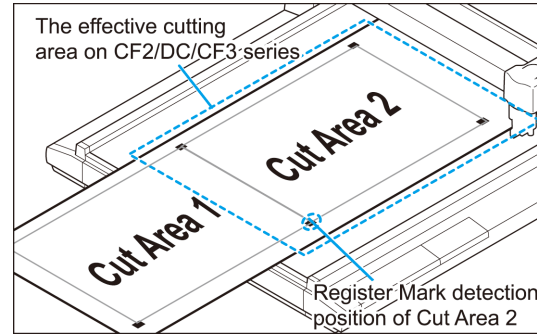 The effective cutting
area on CF2/DC/CF3 series
Cut Area 2
Cut Area 1
Register Mark detection
position of Cut Area 2